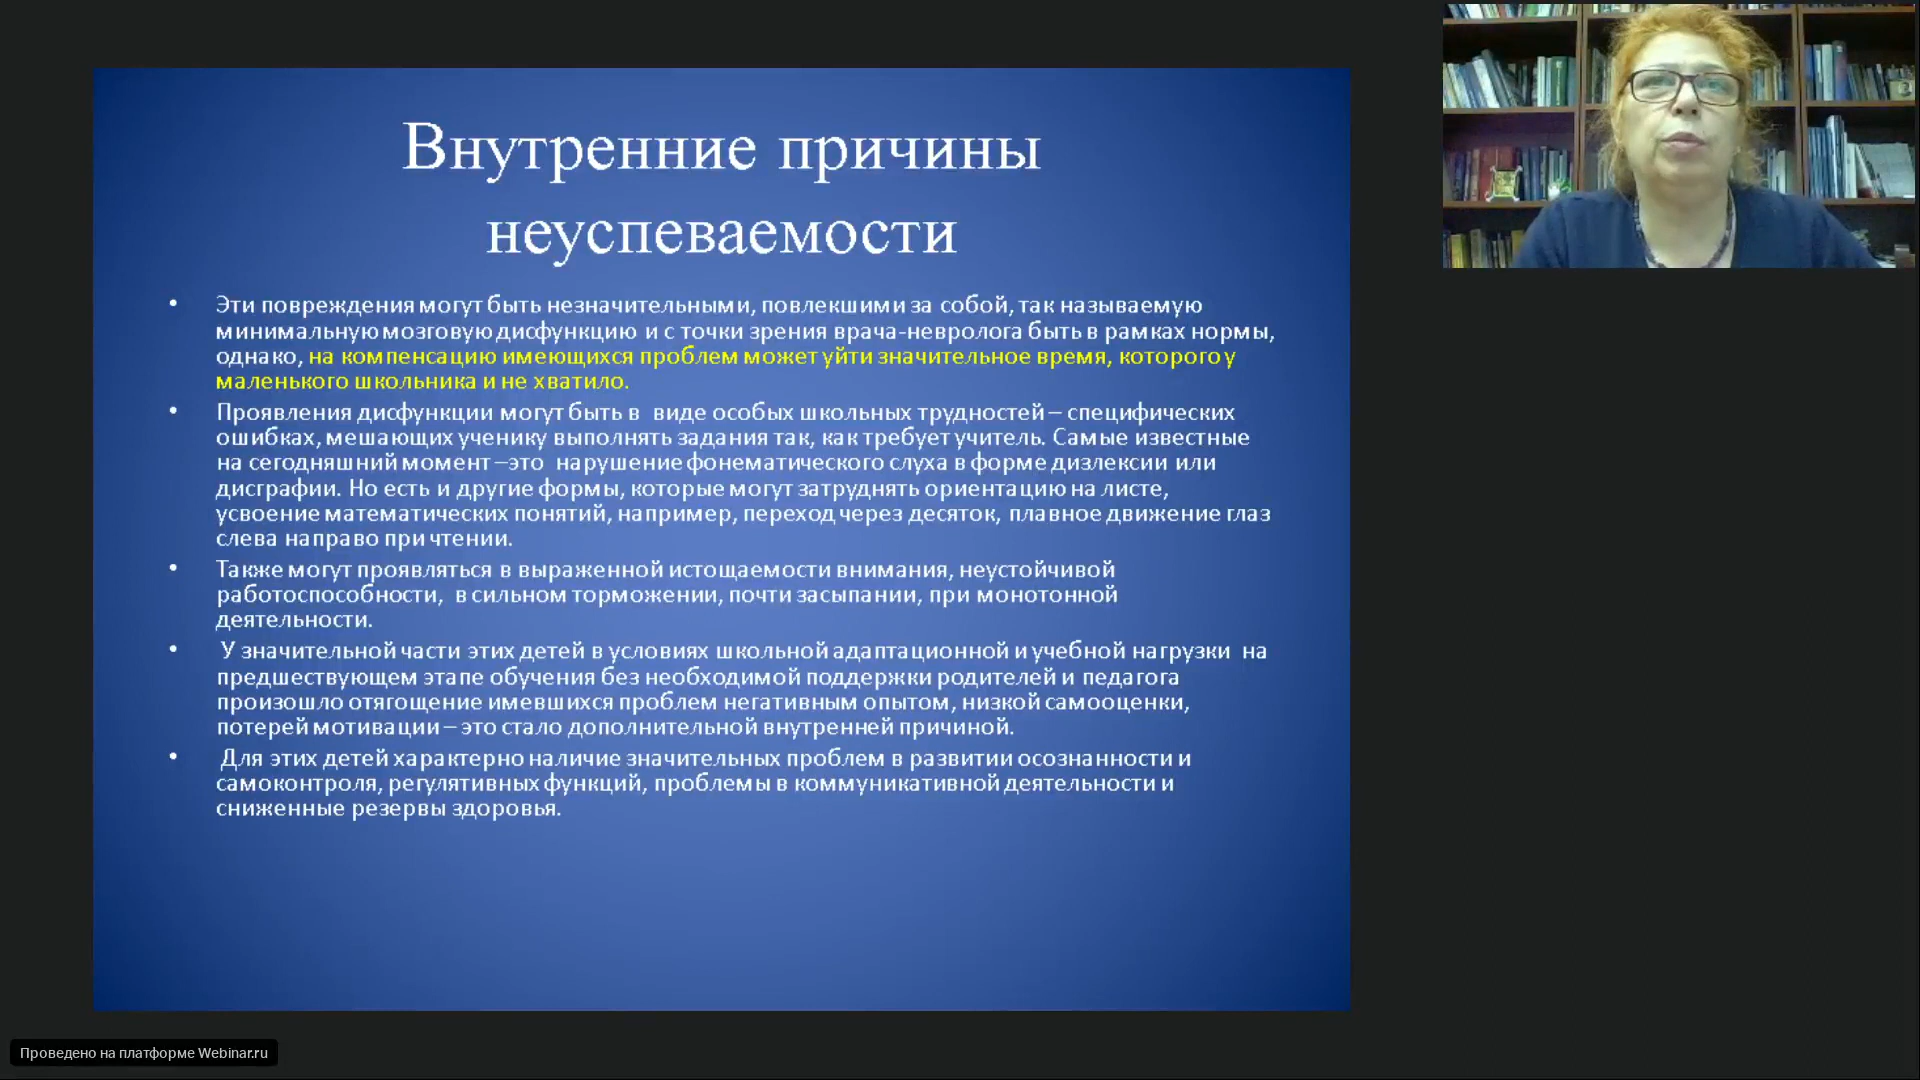 Внутренние причины
неуспеваемости
• Эти повреждения могут быть незначительными, повлекшими за собой, так называемую
минимальную мозговую дисфункцию и с точки зрения врача-невролога быть в рамках нормы,
однако, на компенсацию имеющихся проблем может уйти значительное время, которого у
маленького школьника и не хватило.
• Проявления дисфункции могут быть в виде особых школьных трудностей – специфических
ошибках, мешающих ученику выполнять задания так, как требует учитель. Самые известные
на сегодняшний момент –это нарушение фонематического слуха в форме дизлексии или
дисграфии. Но есть и другие формы, которые могут затруднять ориентацию на листе,
усвоение математических понятий, например, переход через десяток, плавное движение глаз
слева направо при чтении.
• Также могут проявляться в выраженной истощаемости внимания, неустойчивой
работоспособности, в сильном торможении, почти засыпании, при монотонной
деятельности.
• У значительной части этих детей в условиях школьной адаптационной и учебной нагрузки на
предшествующем этапе обучения без необходимой поддержки родителей и педагога
произошло отягощение имевшихся проблем негативным опытом, низкой самооценки,
потерей мотивации – это стало дополнительной внутренней причиной.
• Для этих детей характерно наличие значительных проблем в развитии осознанности и
самоконтроля, регулятивных функций, проблемы в коммуникативной деятельности и
сниженные резервы здоровья.
Проведено на платформе Webinar.ru